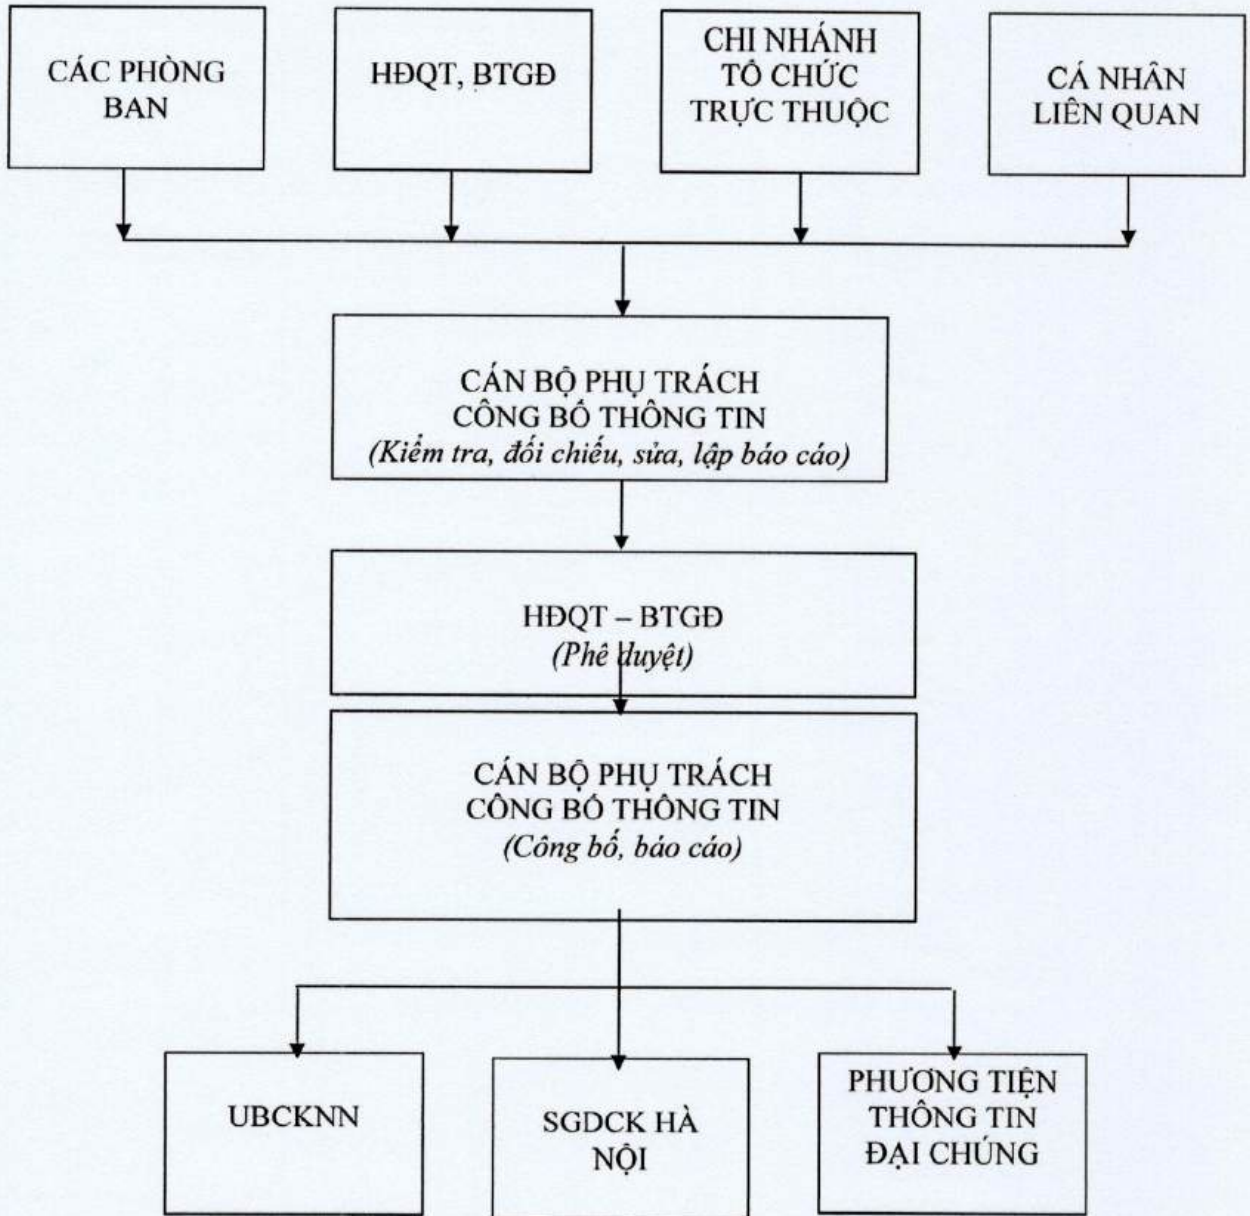 CÁC PHÒNG
BAN
HĐQT, BTGĐ
CHI NHÁNH
TỔ CHỨC
TRỰC THUỘC
CÁ NHÂN
LIÊN QUAN
CÁN BỘ PHỤ TRÁCH
CÔNG BỐ THÔNG TIN
(Kiểm tra, đối chiếu, sửa, lập báo cáo)
HĐQT – BTGĐ
(Phê duyệt)
CÁN BỘ PHỤ TRÁCH
CÔNG BỐ THÔNG TIN
(Công bố, báo cáo)
UBCKNN
SGDCK HÀ
NỘI
PHƯƠNG TIỆN
THÔNG TIN
ĐẠI CHÚNG